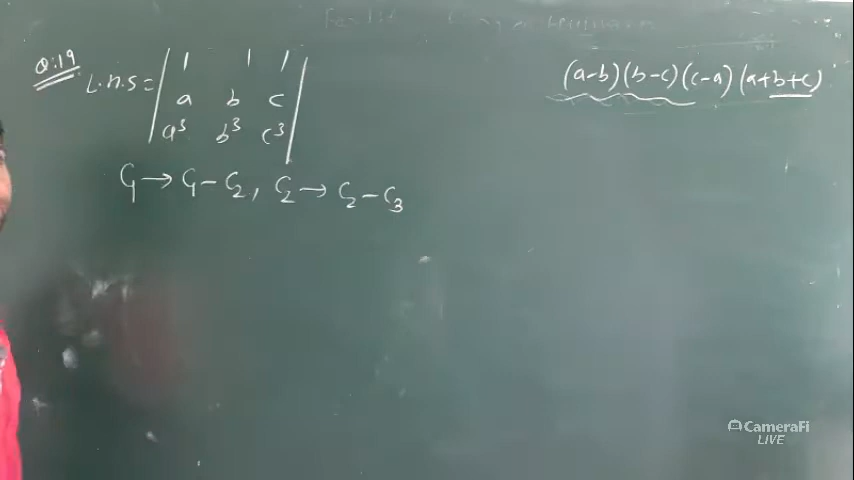 Q:19
L.H.S = | 1 1 1 |
(a-b)(b-c)(c-a)(a+b+c)
a b c
a³ b³ c³
C₁ → C₁ - C₂, C₂ → C₂ - C₃
CameraFi
LIVE